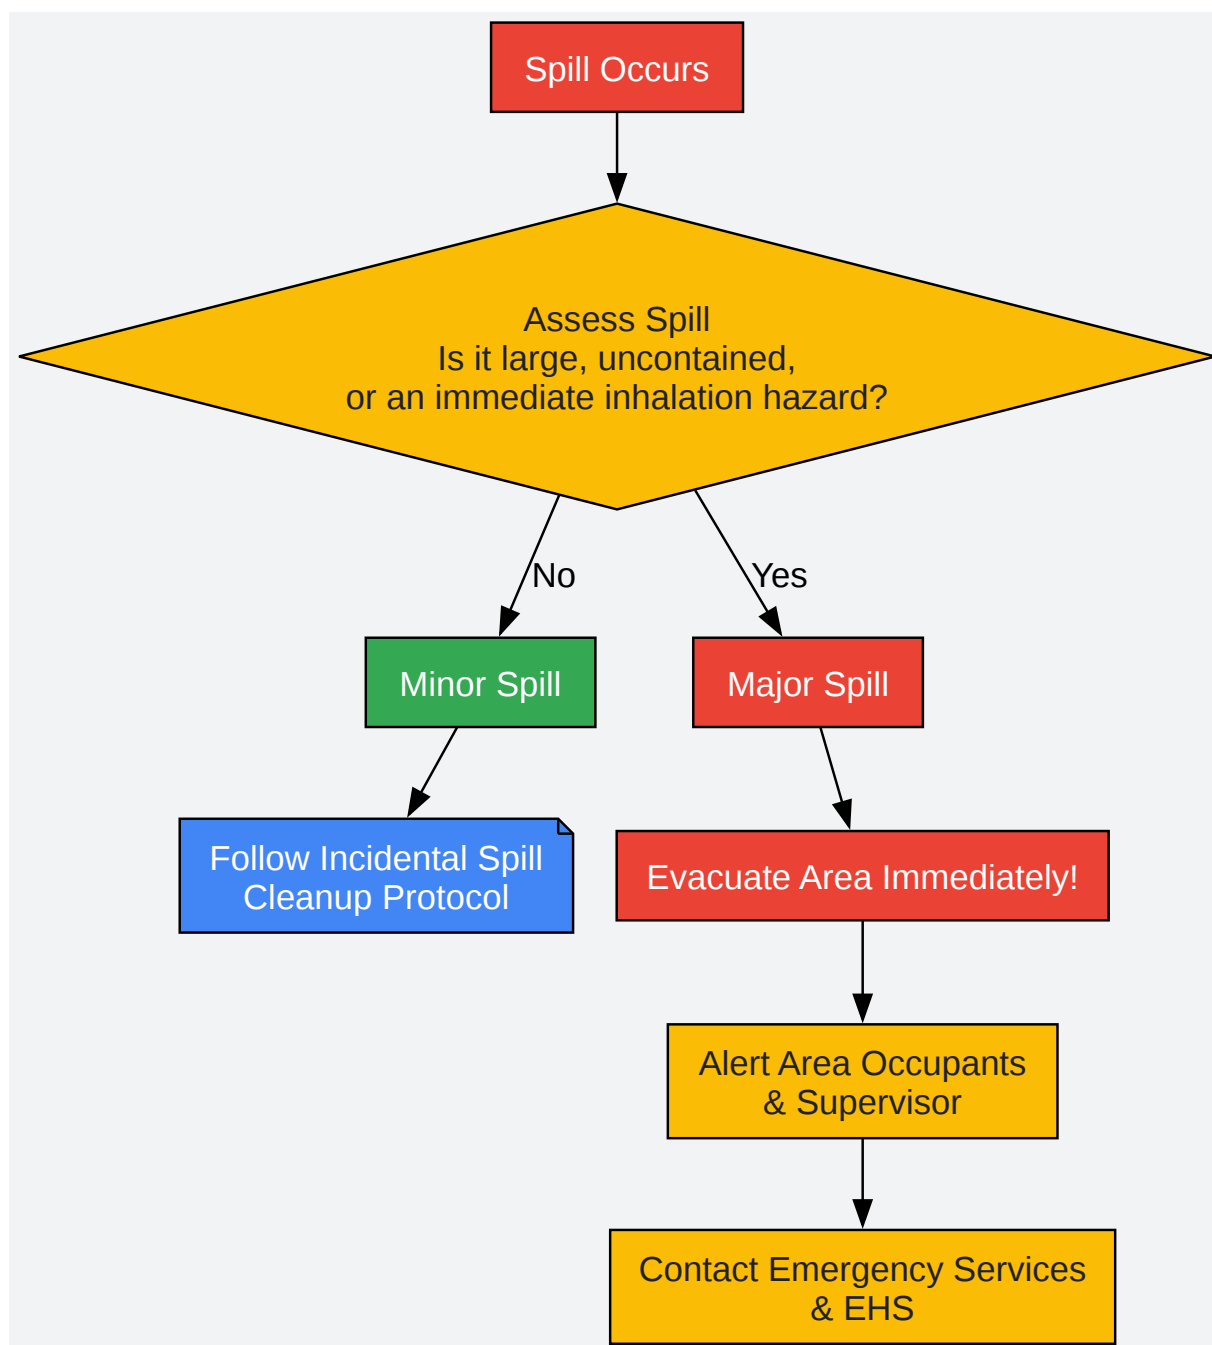 Spill Occurs
Assess Spill
Is it large, uncontained,
or an immediate inhalation hazard?
No
Yes
Minor Spill
Major Spill
Follow Incidental Spill
Cleanup Protocol
Evacuate Area Immediately!
Alert Area Occupants
& Supervisor
Contact Emergency Services
& EHS